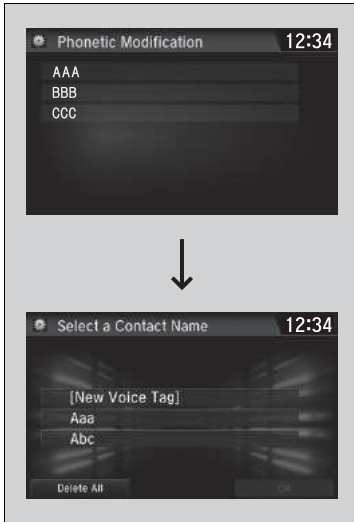 Phonetic Modification 12:34
AAA
BBB
CCC
Select a Contact Name 12:34
[New Voice Tag]
Aaa
Abc
Delete All OK